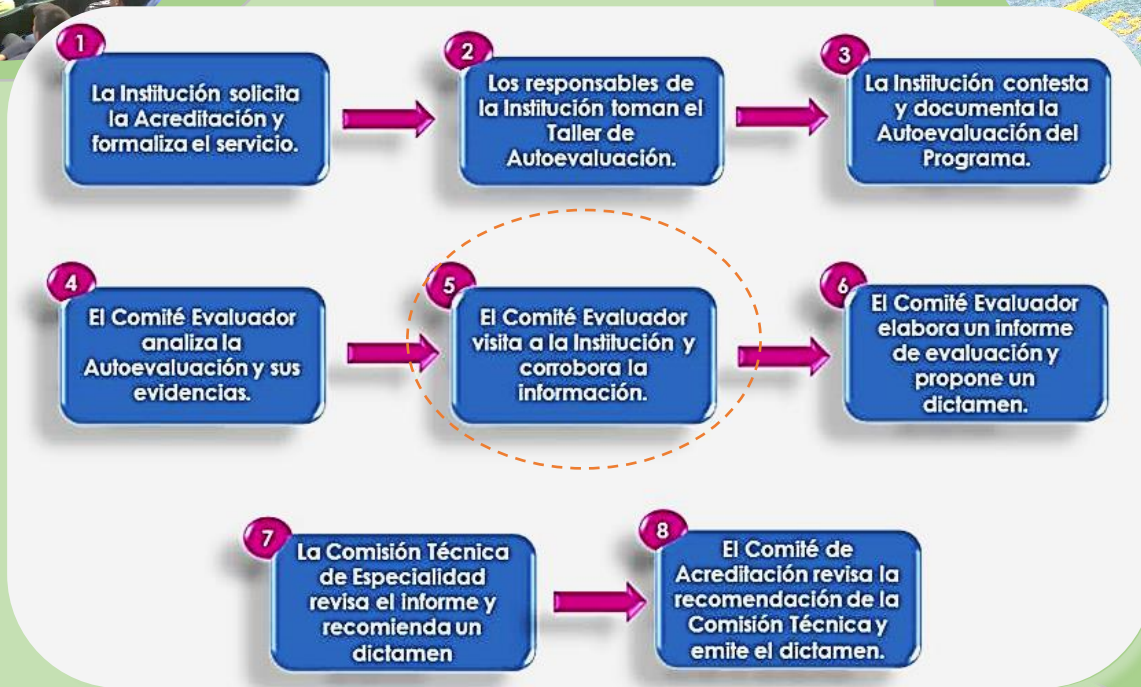 1
La Institución solicita
la Acreditación y
formaliza el servicio.
2
Los responsables de
la Institución toman el
Taller de
Autoevaluación.
3
La Institución contesta
y documenta la
Autoevaluación del
Programa.
4
El Comité Evaluador
analiza la
Autoevaluación y sus
evidencias.
5
El Comité Evaluador
visita a la Institución y
corrobora la
información.
6
El Comité Evaluador
elabora un informe
de evaluación y
propone un
dictamen.
7
La Comisión Técnica
de Especialidad
revisa el informe y
recomienda un
dictamen
8
El Comité de
Acreditación revisa la
recomendación de la
Comisión Técnica y
emite el dictamen.